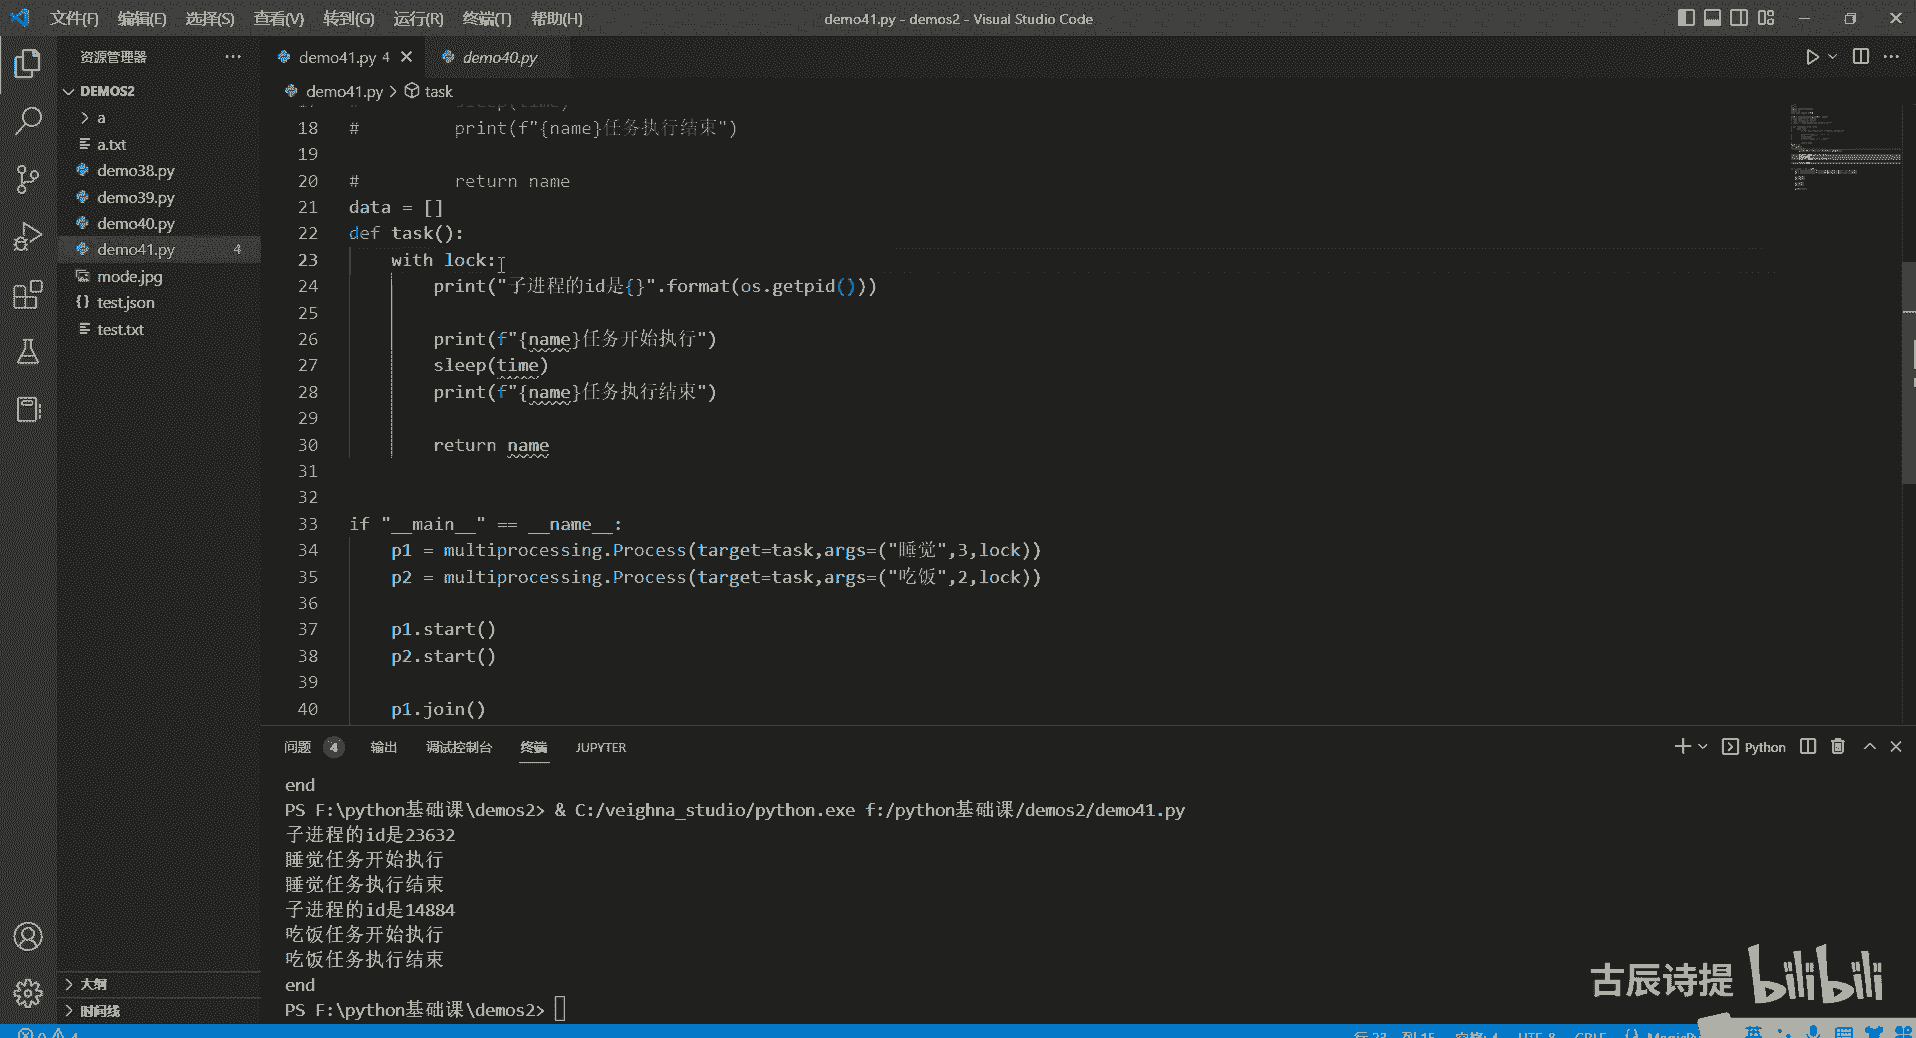 文件(F) 编辑(E) 选择(S) 查看(V) 转到(G) 运行(R) 终端(T) 帮助(H) demo41.py - demos2 - Visual Studio Code
资源管理器 demo41.py 4 demo40.py
DEMOS2
a
a.txt
demo38.py
demo39.py
demo40.py
demo41.py 4
mode.jpg
test.json
test.txt
大纲
时间线
demo41.py > task
18 # print(f"{name}任务执行结束")
19
20 # return name
21 data = []
22 def task():
23 with lock:
24 print("子进程的id是{}".format(os.getpid()))
25
26 print(f"{name}任务开始执行")
27 sleep(time)
28 print(f"{name}任务执行结束")
29
30 return name
31
32
33 if "__main__" == __name__:
34 p1 = multiprocessing.Process(target=task,args=("睡觉",3,lock))
35 p2 = multiprocessing.Process(target=task,args=("吃饭",2,lock))
36
37 p1.start()
38 p2.start()
39
40 p1.join()
问题 4 输出 调试控制台 终端 JUPYTER Python
end
PS F:\python基础课\demos2> & C:/veighna_studio/python.exe f:/python基础课/demos2/demo41.py
子进程的id是23632
睡觉任务开始执行
睡觉任务执行结束
子进程的id是14884
吃饭任务开始执行
吃饭任务执行结束
end
PS F:\python基础课\demos2>
古辰诗提 bilibili
英